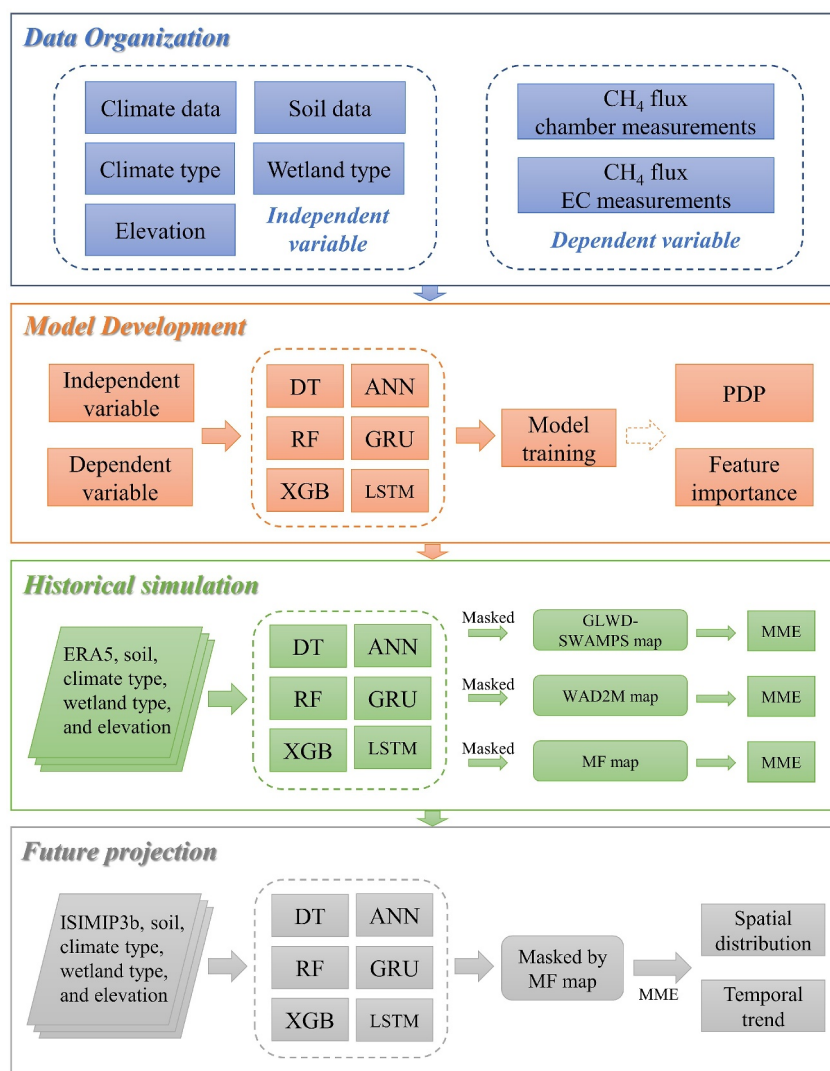 Data Organization
Climate data
Soil data
Climate type
Wetland type
Elevation
Independent
variable
CH₄ flux
chamber measurements
CH₄ flux
EC measurements
Dependent variable
Model Development
Independent
variable
Dependent
variable
DT
ANN
RF
GRU
XGB
LSTM
Model
training
PDP
Feature
importance
Historical simulation
ERA5, soil,
climate type,
wetland type,
and elevation
DT
ANN
RF
GRU
XGB
LSTM
Masked
GLWD-
SWAMPS map
MME
Masked
WAD2M map
MME
Masked
MF map
MME
Future projection
ISIMIP3b, soil,
climate type,
wetland type,
and elevation
DT
ANN
RF
GRU
XGB
LSTM
Masked by
MF map
MME
Spatial
distribution
Temporal
trend